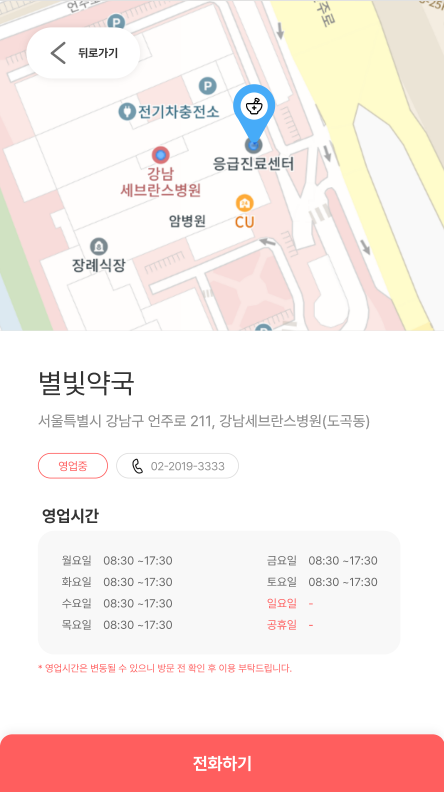 언주로
P
주로
뒤로가기
P
전기차충전소
응급진료센터
강남
세브란스병원
암병원
CU
장례식장
P
별빛약국
서울특별시 강남구 언주로 211, 강남세브란스병원(도곡동)
영업중
02-2019-3333
영업시간
월요일 08:30 ~17:30
금요일 08:30 ~17:30
화요일 08:30 ~17:30
토요일 08:30 ~17:30
수요일 08:30 ~17:30
일요일 -
목요일 08:30 ~17:30
공휴일 -
* 영업시간은 변동될 수 있으니 방문 전 확인 후 이용 부탁드립니다.
전화하기